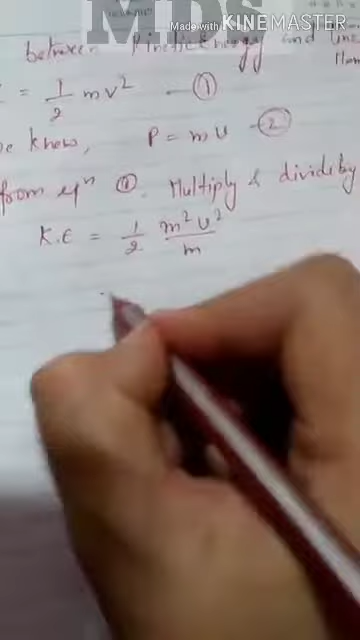 MDS
Made with KINEMASTER
between Kinetic energy and Line
= 1/2 mv² — ①
we know, P = mv — ②
from eqⁿ ①. Multiply & divide by
K.E = 1/2 m²v²/m